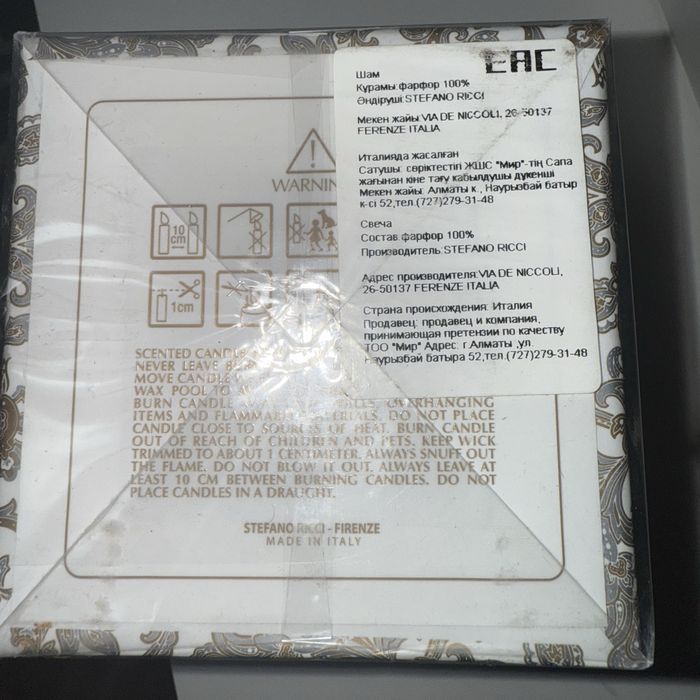 EAC
Шам
Құрамы:фарфор 100%
Өндіруші:STEFANO RICCI
Мекен жайы:VIA DE NICCOLI, 26-50137
FERENZE ITALIA
Италияда жасалған
Сатушы: сәріктестігі ЖШС "Мир"-тің Сапа
жағынан кіне тағу қабылдушы дүкенші
Мекен жайы: Алматы к., Наурызбай батыр
к-сі 52,тел.(727)279-31-48
Свеча
Состав:фарфор 100%
Производитель:STEFANO RICCI
Адрес производителя:VIA DE NICCOLI,
26-50137 FERENZE ITALIA
Страна происхождения: Италия
Продавец: продавец и компания,
принимающая претензии по качеству
ТОО "Мир" Адрес: г.Алматы ,ул.
Наурызбай батыра 52,тел.(727)279-31-48
10
cm
1cm
SCENTED CANDLE
NEVER LEAVE
MOVE CANDLE
WAX POOL TO
BURN CANDLE OVERHANGING
ITEMS AND FLAMMABLE MATERIALS. DO NOT PLACE
CANDLE CLOSE TO SOURCES OF HEAT. BURN CANDLE
OUT OF REACH OF CHILDREN AND PETS. KEEP WICK
TRIMMED TO ABOUT 1 CENTIMETER. ALWAYS SNUFF OUT
THE FLAME. DO NOT BLOW IT OUT. ALWAYS LEAVE AT
LEAST 10 CM BETWEEN BURNING CANDLES. DO NOT
PLACE CANDLES IN A DRAUGHT.
STEFANO RICCI - FIRENZE
MADE IN ITALY